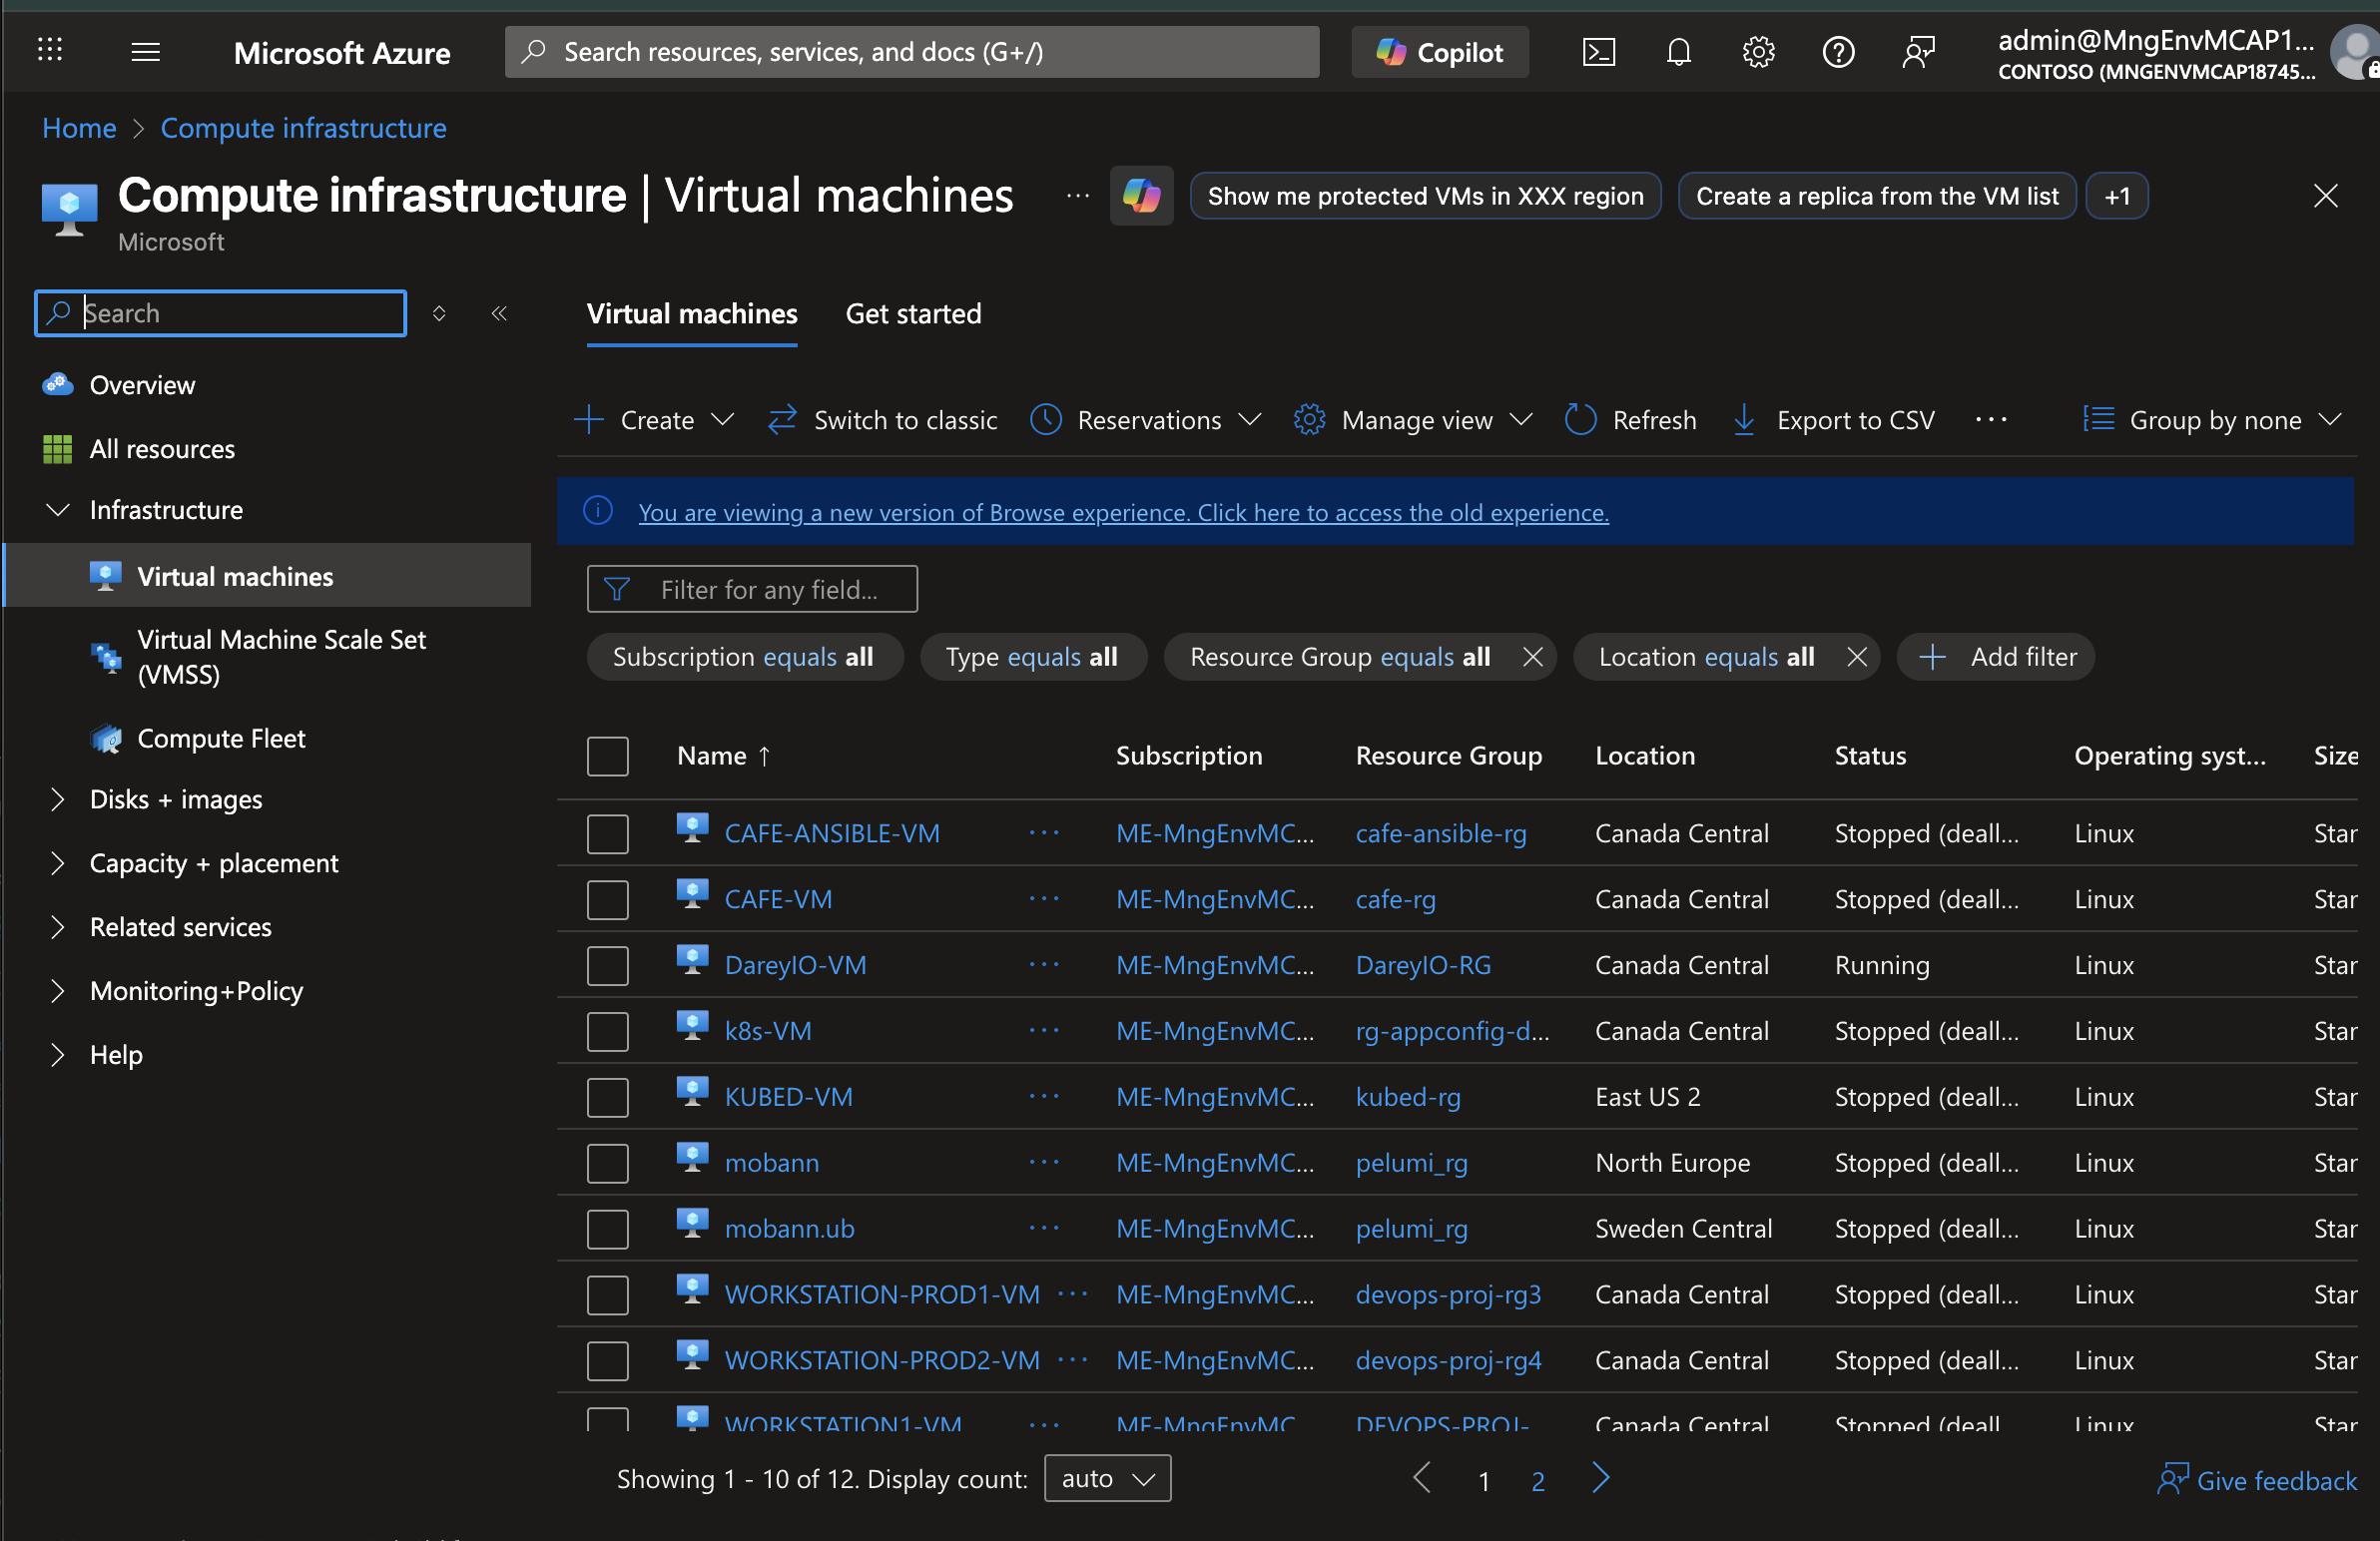 Microsoft Azure
Search resources, services, and docs (G+/)
Copilot
admin@MngEnvMCAP1...
CONTOSO (MNGENVMCAP18745...
Home > Compute infrastructure
Compute infrastructure | Virtual machines
...
Show me protected VMs in XXX region
Create a replica from the VM list
+1
Microsoft
Search
Overview
All resources
Infrastructure
Virtual machines
Virtual Machine Scale Set
(VMSS)
Compute Fleet
Disks + images
Capacity + placement
Related services
Monitoring+Policy
Help
Virtual machines Get started
Create Switch to classic Reservations Manage view Refresh Export to CSV ... Group by none
You are viewing a new version of Browse experience. Click here to access the old experience.
Filter for any field...
Subscription equals all Type equals all Resource Group equals all Location equals all Add filter
Name ↑ Subscription Resource Group Location Status Operating syst... Size
CAFE-ANSIBLE-VM ... ME-MngEnvMC... cafe-ansible-rg Canada Central Stopped (deall... Linux Star
CAFE-VM ... ME-MngEnvMC... cafe-rg Canada Central Stopped (deall... Linux Star
DareyIO-VM ... ME-MngEnvMC... DareyIO-RG Canada Central Running Linux Star
k8s-VM ... ME-MngEnvMC... rg-appconfig-d... Canada Central Stopped (deall... Linux Star
KUBED-VM ... ME-MngEnvMC... kubed-rg East US 2 Stopped (deall... Linux Star
mobann ... ME-MngEnvMC... pelumi_rg North Europe Stopped (deall... Linux Star
mobann.ub ... ME-MngEnvMC... pelumi_rg Sweden Central Stopped (deall... Linux Star
WORKSTATION-PROD1-VM ... ME-MngEnvMC... devops-proj-rg3 Canada Central Stopped (deall... Linux Star
WORKSTATION-PROD2-VM ... ME-MngEnvMC... devops-proj-rg4 Canada Central Stopped (deall... Linux Star
WORKSTATION1-VM ... ME-MngEnvMC DEVOPS-PROJ- Canada Central Stopped (deall Linux Star
Showing 1 - 10 of 12. Display count: auto 1 2
Give feedback